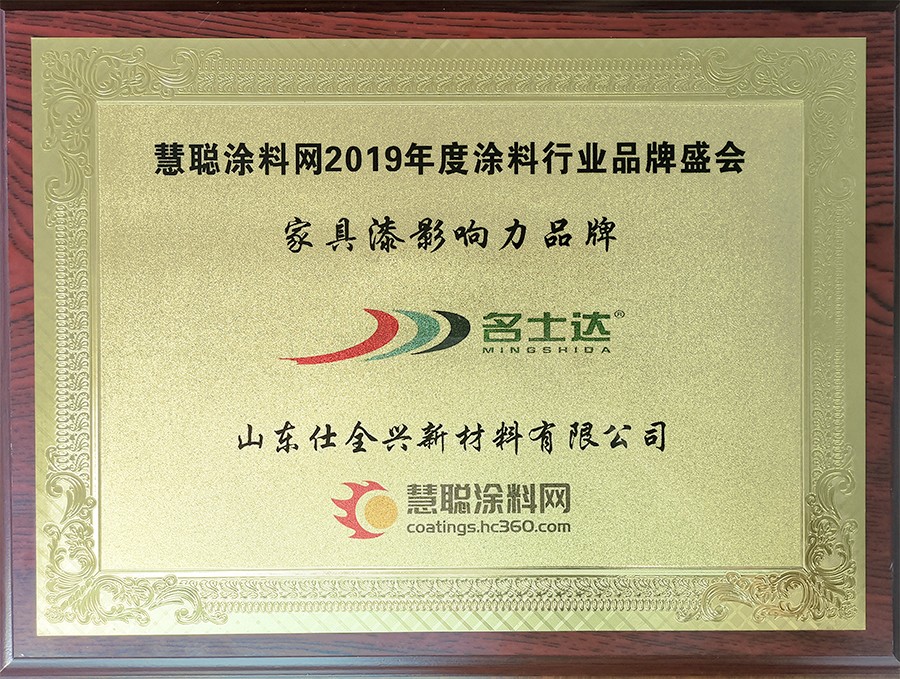 慧聪涂料网2019年度涂料行业品牌盛会
家具漆影响力品牌
名士达®
MINGSHIDA
山东仕全兴新材料有限公司
慧聪涂料网
coatings.hc360.com